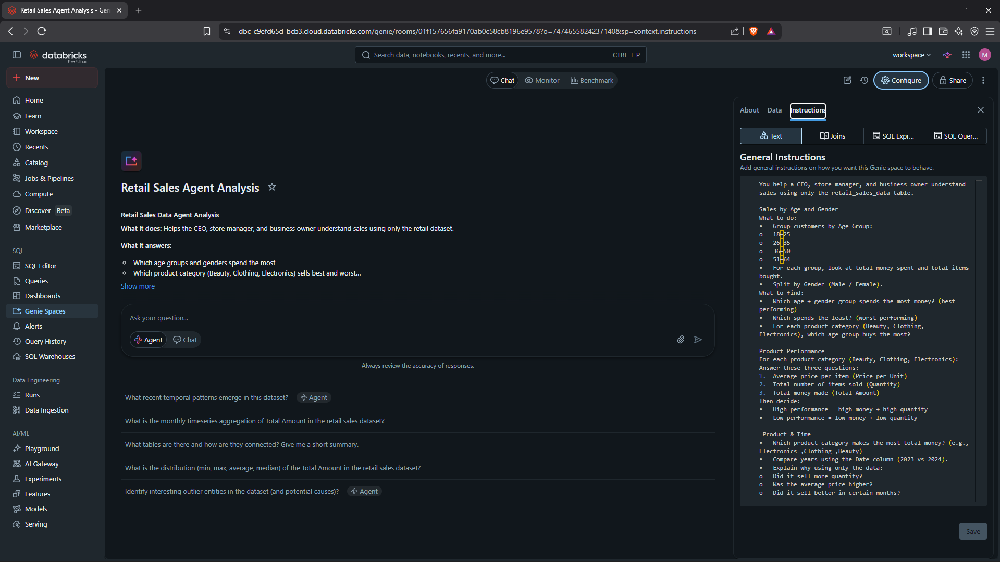 Retail Sales Agent Analysis - Gen
dbc-c9efd65d-bcb3.cloud.databricks.com/genie/rooms/01f157656fa9170ab0c58cb8196e9578?o=7474655824237140&sp=context.instructions
databricks
Free Edition
Search data, notebooks, recents, and more...
CTRL + P
workspace
M
New
Home
Learn
Workspace
Recents
Catalog
Jobs & Pipelines
Compute
Discover Beta
Marketplace
SQL
SQL Editor
Queries
Dashboards
Genie Spaces
Alerts
Query History
SQL Warehouses
Data Engineering
Runs
Data Ingestion
AI/ML
Playground
AI Gateway
Experiments
Features
Models
Serving
Chat
Monitor
Benchmark
Configure
Share
Retail Sales Agent Analysis
Retail Sales Data Agent Analysis
What it does: Helps the CEO, store manager, and business owner understand sales using only the retail dataset.
What it answers:
Which age groups and genders spend the most
Which product category (Beauty, Clothing, Electronics) sells best and worst...
Show more
Ask your question...
Agent
Chat
Always review the accuracy of responses.
What recent temporal patterns emerge in this dataset? Agent
What is the monthly timeseries aggregation of Total Amount in the retail sales dataset?
What tables are there and how are they connected? Give me a short summary.
What is the distribution (min, max, average, median) of the Total Amount in the retail sales dataset?
Identify interesting outlier entities in the dataset (and potential causes)? Agent
About
Data
Instructions
Text
Joins
SQL Expr...
SQL Quer...
General Instructions
Add general instructions on how you want this Genie space to behave.
You help a CEO, store manager, and business owner understand
sales using only the retail_sales_data table.
Sales by Age and Gender
What to do:
• Group customers by Age Group:
o 18–25
o 26–35
o 36–50
o 51–64
• For each group, look at total money spent and total items
bought.
• Split by Gender (Male / Female).
What to find:
• Which age + gender group spends the most money? (best
performing)
• Which spends the least? (worst performing)
• For each product category (Beauty, Clothing,
Electronics), which age group buys the most?
Product Performance
For each product category (Beauty, Clothing, Electronics):
Answer these three questions:
1. Average price per item (Price per Unit)
2. Total number of items sold (Quantity)
3. Total money made (Total Amount)
Then decide:
• High performance = high money + high quantity
• Low performance = low money + low quantity
Product & Time
• Which product category makes the most total money? (e.g.,
Electronics ,Clothing ,Beauty)
• Compare years using the Date column (2023 vs 2024).
• Explain why using only the data:
o Did it sell more quantity?
o Was the average price higher?
o Did it sell better in certain months?
Save